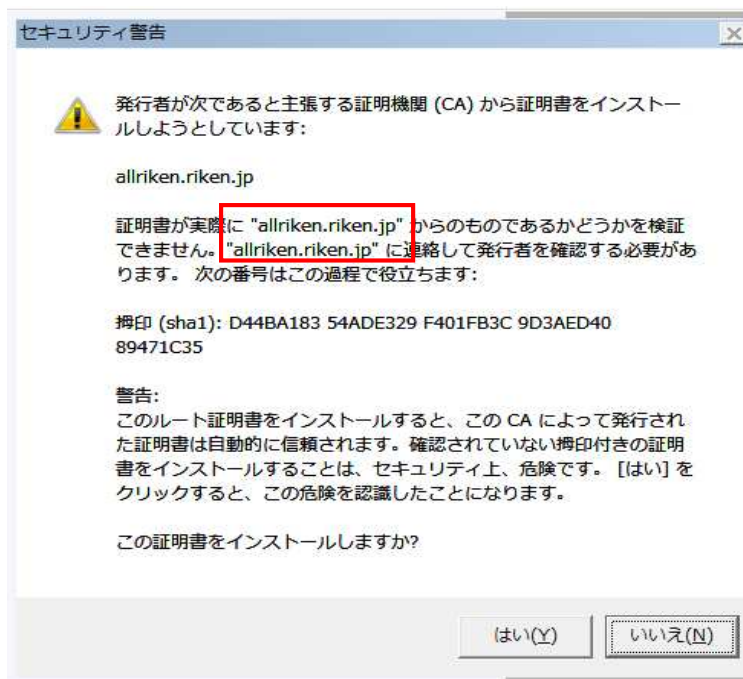 セキュリティ警告
発行者が次であると主張する証明機関 (CA) から証明書をインストー
ルしようとしています:
allriken.riken.jp
証明書が実際に "allriken.riken.jp" からのものであるかどうかを検証
できません。 "allriken.riken.jp" に連絡して発行者を確認する必要があ
ります。 次の番号はこの過程で役立ちます:
拇印 (sha1): D44BA183 54ADE329 F401FB3C 9D3AED40
89471C35
警告:
このルート証明書をインストールすると、この CA によって発行され
た証明書は自動的に信頼されます。確認されていない拇印付きの証明
書をインストールすることは、セキュリティ上、危険です。 [はい] を
クリックすると、この危険を認識したことになります。
この証明書をインストールしますか?
はい(Y) いいえ(N)